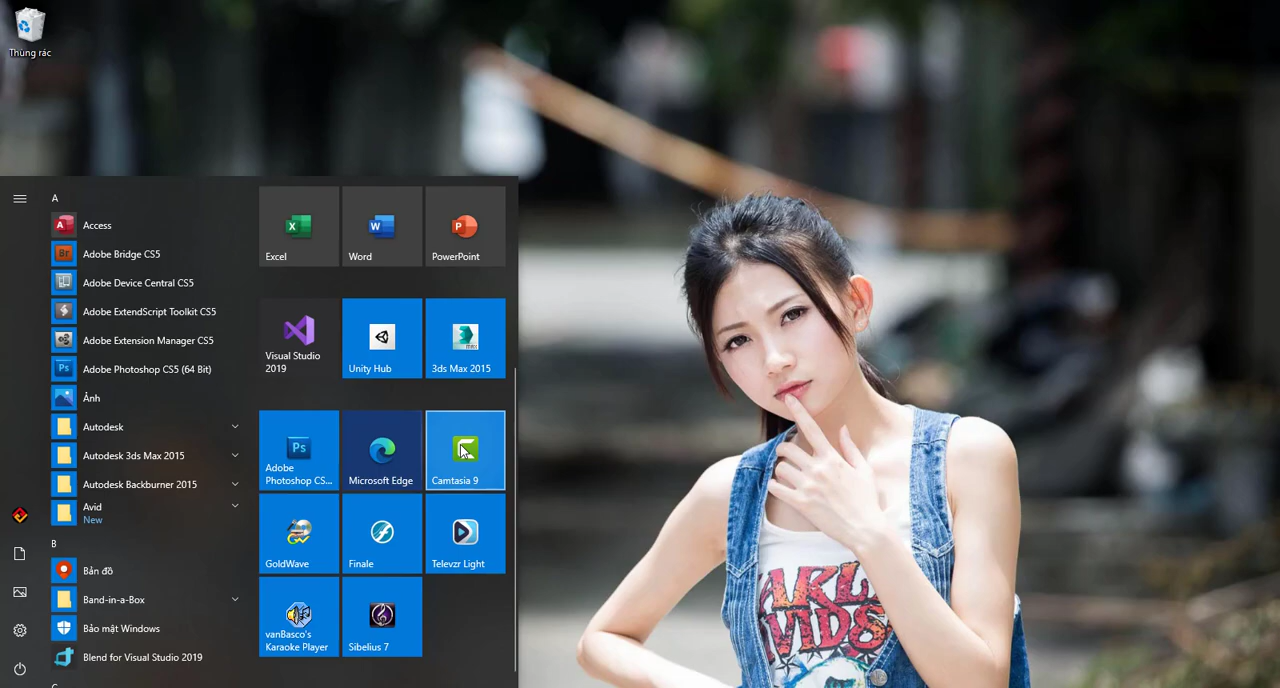 Thùng rác
A
Access
Adobe Bridge CS5
Adobe Device Central CS5
Adobe ExtendScript Toolkit CS5
Adobe Extension Manager CS5
Adobe Photoshop CS5 (64 Bit)
Ảnh
Autodesk
Autodesk 3ds Max 2015
Autodesk Backburner 2015
Avid
New
B
Bản đồ
Band-in-a-Box
Bảo mật Windows
Blend for Visual Studio 2019
Excel
Word
PowerPoint
Visual Studio
2019
Unity Hub
3ds Max 2015
Adobe
Photoshop CS...
Microsoft Edge
Camtasia 9
GoldWave
Finale
Televzr Light
vanBasco's
Karaoke Player
Sibelius 7